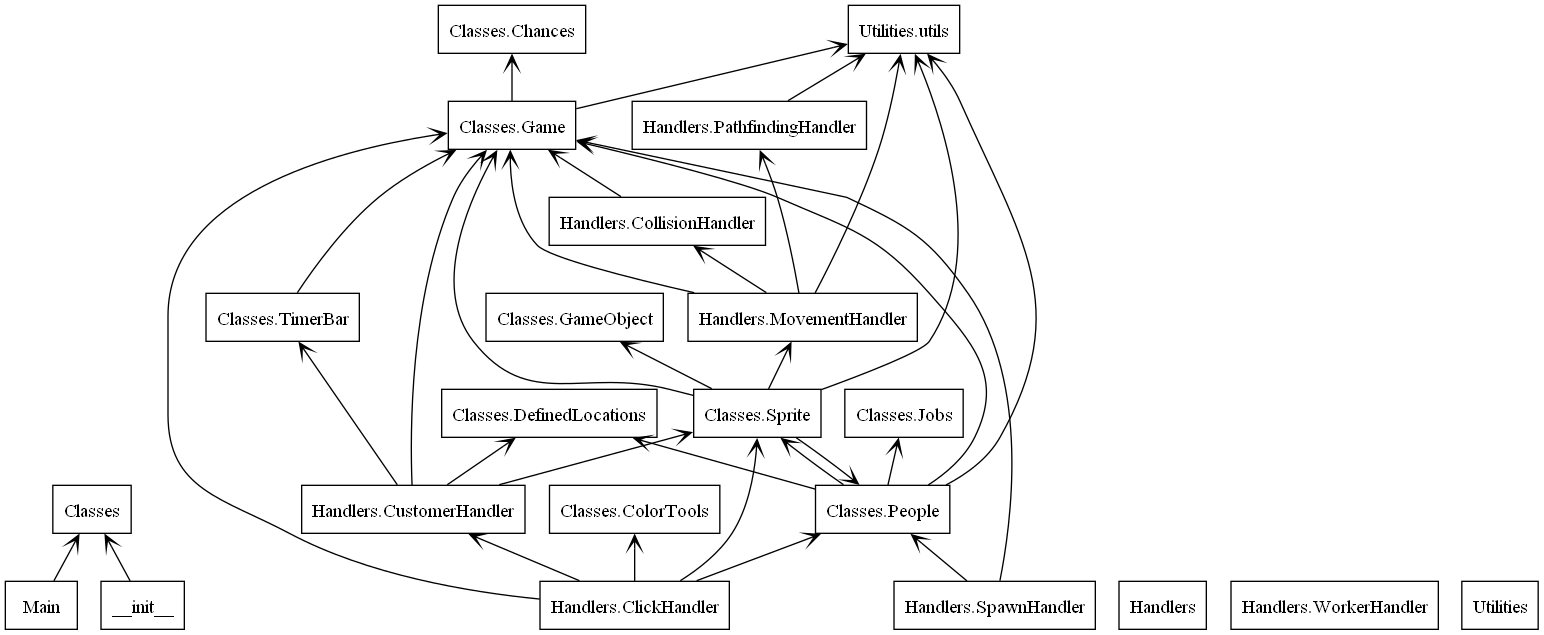 Classes.Chances
Utilities.utils
Classes.Game
Handlers.PathfindingHandler
Handlers.CollisionHandler
Classes.TimerBar
Classes.GameObject
Handlers.MovementHandler
Classes.DefinedLocations
Classes.Sprite
Classes.Jobs
Classes
Handlers.CustomerHandler
Classes.ColorTools
Classes.People
Main
__init__
Handlers.ClickHandler
Handlers.SpawnHandler
Handlers
Handlers.WorkerHandler
Utilities